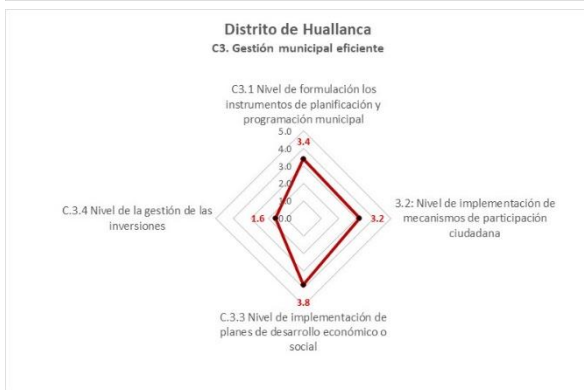 Distrito de Huallanca
C3. Gestión municipal eficiente
C3.1 Nivel de formulación los
instrumentos de planificación y
programación municipal
5.0
3.4
4.0
3.0
2.0
1.0
0.0
C.3.4 Nivel de la gestión de las
inversiones
1.6
3.2
3.2: Nivel de implementación de
mecanismos de participación
ciudadana
3.8
C.3.3 Nivel de implementación de
planes de desarrollo económico o
social